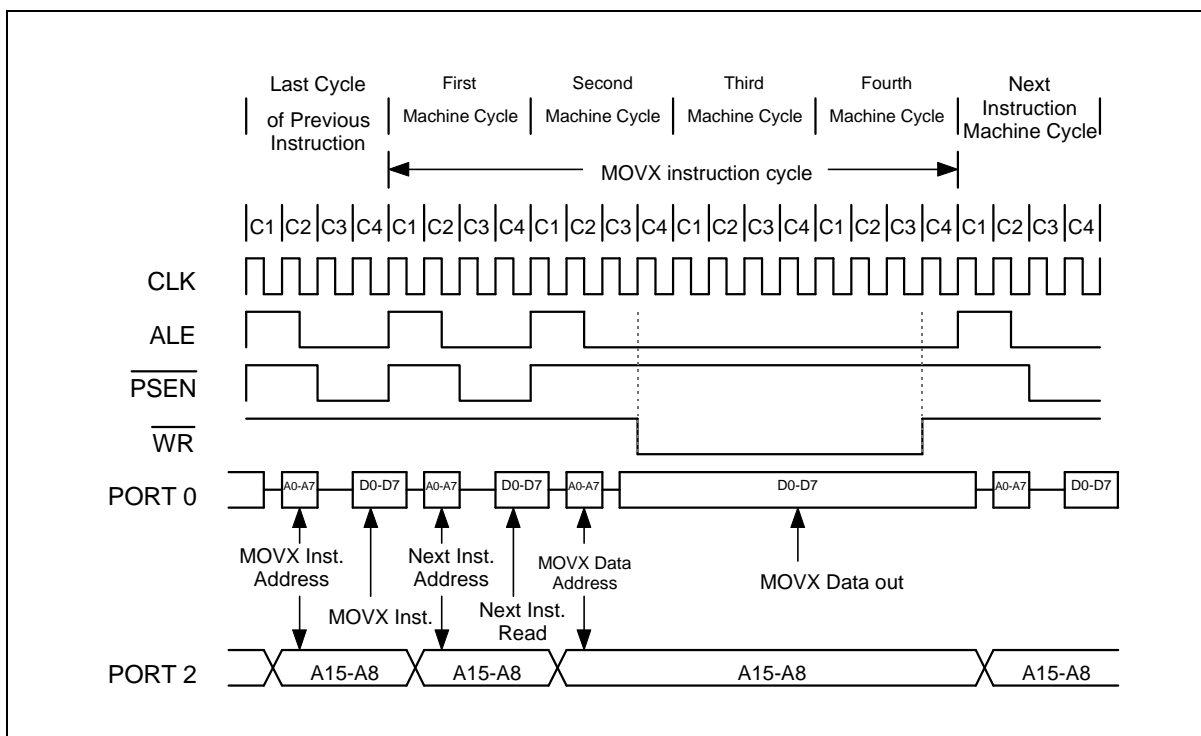 Last Cycle
of Previous
Instruction
First
Machine Cycle
Second
Machine Cycle
Third
Machine Cycle
Fourth
Machine Cycle
Next
Instruction
Machine Cycle
MOVX instruction cycle
C1 C2 C3 C4 C1 C2 C3 C4 C1 C2 C3 C4 C1 C2 C3 C4 C1 C2 C3 C4 C1 C2 C3 C4
CLK
ALE
PSEN
WR
PORT 0
A0-A7 D0-D7 A0-A7 D0-D7 A0-A7 D0-D7 A0-A7 D0-D7
MOVX Inst.
Address
MOVX Inst.
Next Inst.
Address
Next Inst.
Read
MOVX Data
Address
MOVX Data out
PORT 2
A15-A8 A15-A8 A15-A8 A15-A8